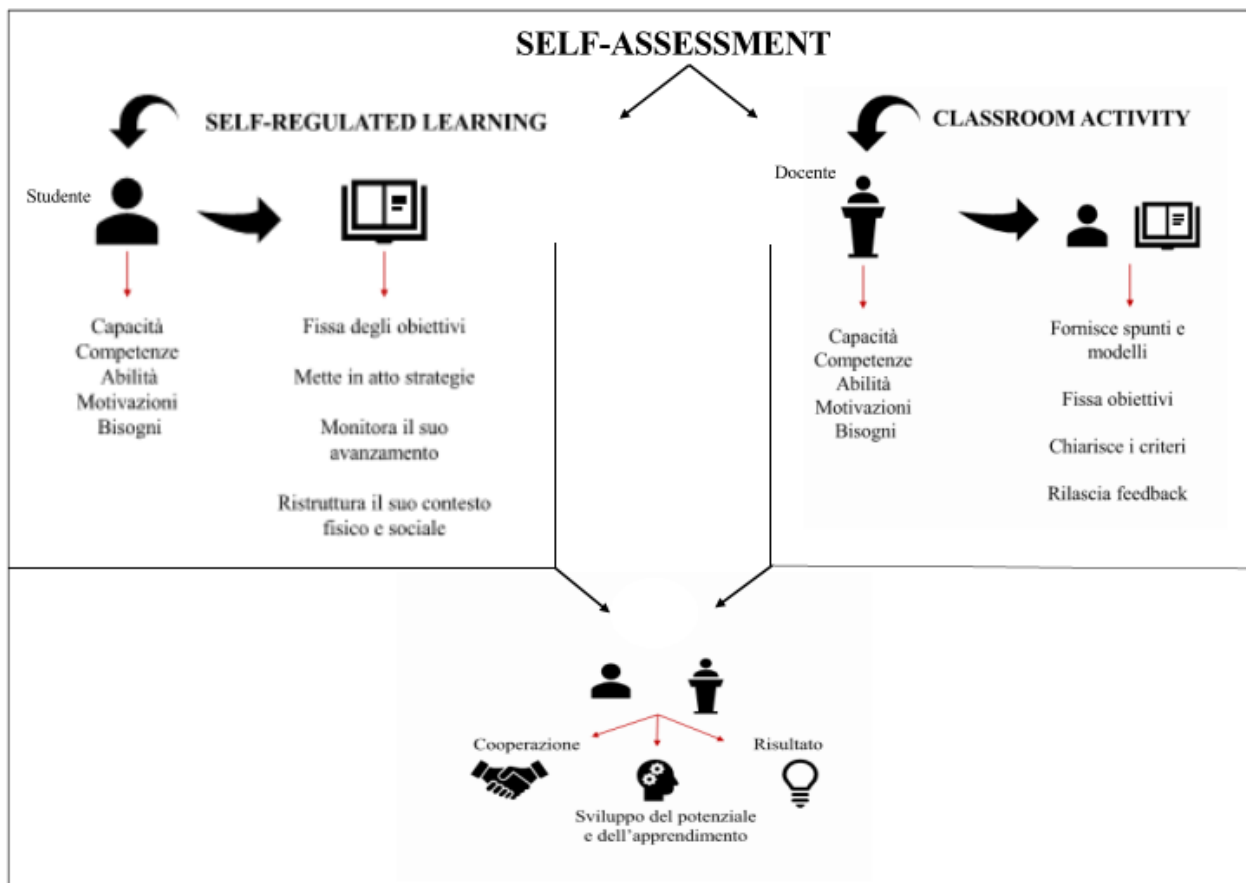 SELF-ASSESSMENT
SELF-REGULATED LEARNING
Studente
Capacità
Competenze
Abilità
Motivazioni
Bisogni
Fissa degli obiettivi
Mette in atto strategie
Monitora il suo
avanzamento
Ristruttura il suo contesto
fisico e sociale
CLASSROOM ACTIVITY
Docente
Capacità
Competenze
Abilità
Motivazioni
Bisogni
Fornisce spunti e
modelli
Fissa obiettivi
Chiarisce i criteri
Rilascia feedback
Cooperazione
Sviluppo del potenziale
e dell'apprendimento
Risultato